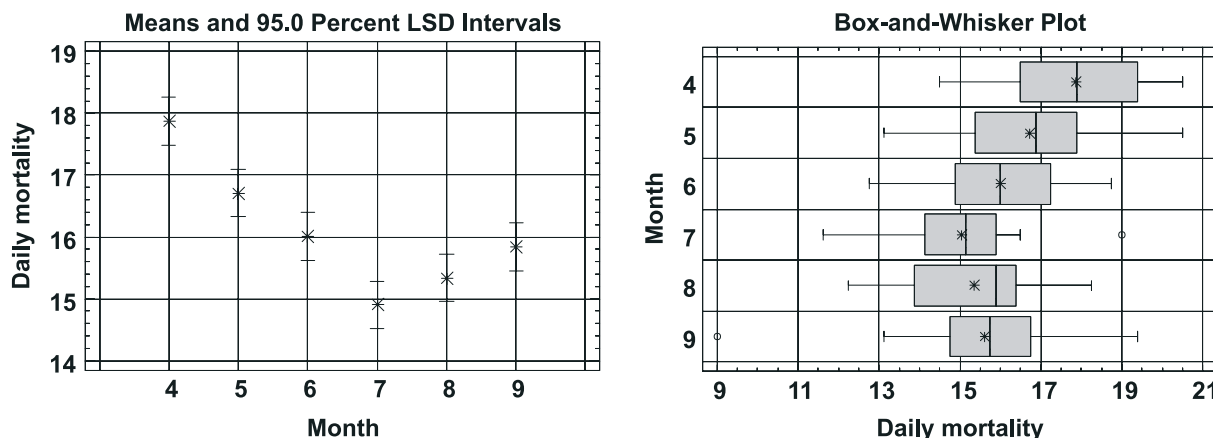 Means and 95.0 Percent LSD Intervals
19
18
17
16
15
14
Daily mortality
4 5 6 7 8 9
Month
Box-and-Whisker Plot
4
5
6
7
8
9
Month
9 11 13 15 17 19 21
Daily mortality